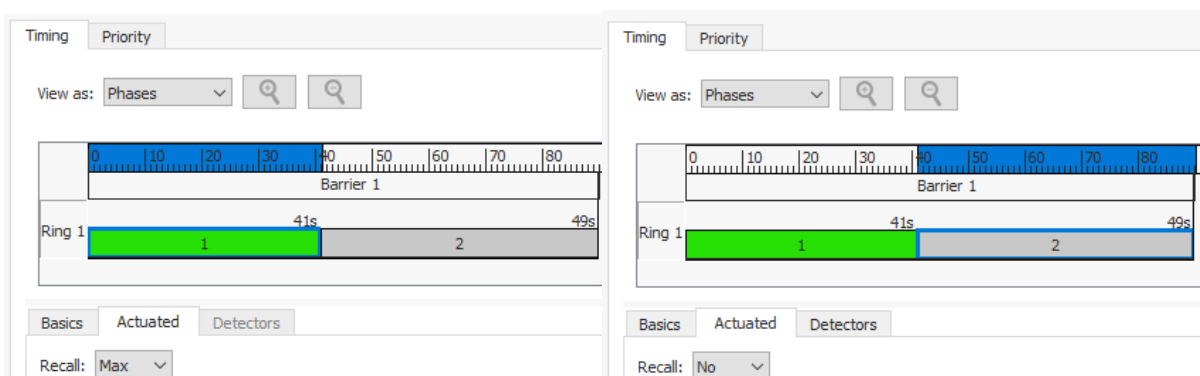 Timing Priority
View as: Phases
0 10 20 30 40 50 60 70 80
Barrier 1
41s 49s
Ring 1
1 2
Basics Actuated Detectors
Recall: Max
Timing Priority
View as: Phases
0 10 20 30 40 50 60 70 80
Barrier 1
41s 49s
Ring 1
1 2
Basics Actuated Detectors
Recall: No